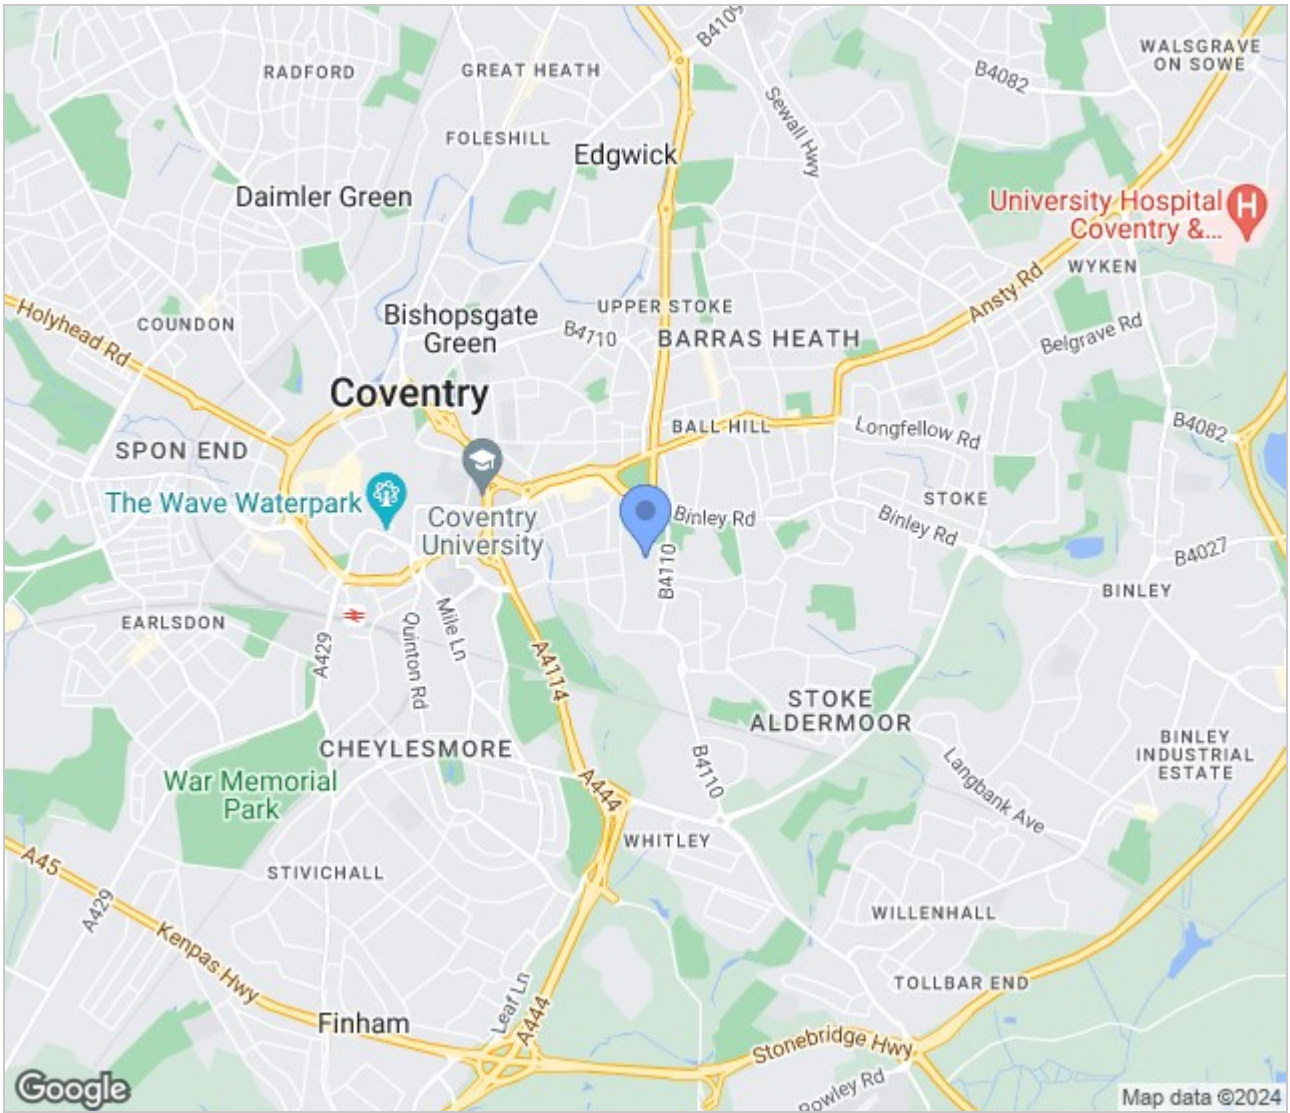 B4109
WALSGRAVE
ON SOWE
RADFORD
GREAT HEATH
B4082
Sewall Hwy
FOLESHILL
Edgwick
Daimler Green
University Hospital
Coventry &...
H
WYKEN
Ansty Rd
Holyhead Rd
COUNDON
Bishopsgate
Green
UPPER STOKE
B4110
BARRAS HEATH
Belgrave Rd
Coventry
BALL HILL
Longfellow Rd
B4082
SPON END
The Wave Waterpark
Coventry
University
Binley Rd
STOKE
Binley Rd
B4027
B4110
BINLEY
EARLSDON
A429
Quinton Rd
Mile Ln
A4114
STOKE
ALDERMOOR
CHEYLESMORE
B4110
Langbank Ave
BINLEY
INDUSTRIAL
ESTATE
War Memorial
Park
A444
WHITLEY
A45
STIVICHALL
A429
WILLENHALL
Kenpas Hwy
TOLLBAR END
Leaf Ln
A444
Finham
Stonebridge Hwy
Rowley Rd
Google
Map data ©2024